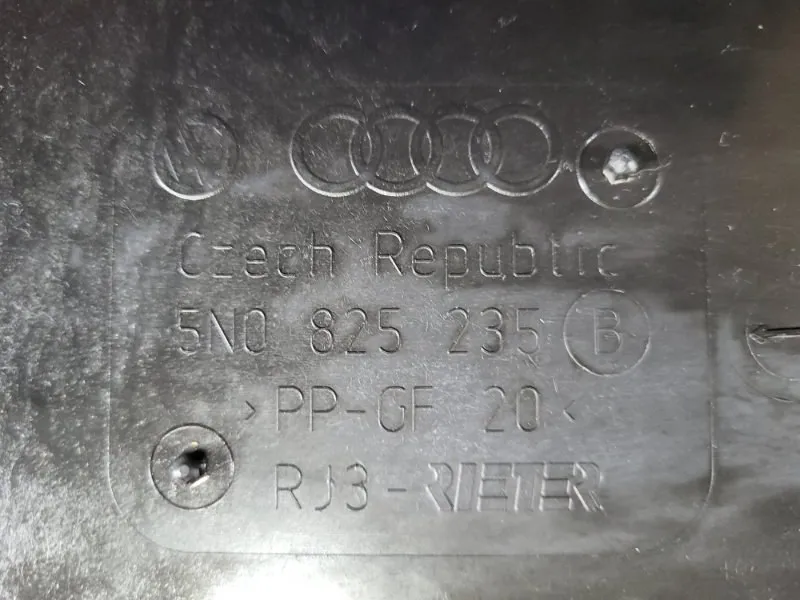 Czech Republic
5N0 825 235 B
>PP-GF 20<
RJ3-RIETER